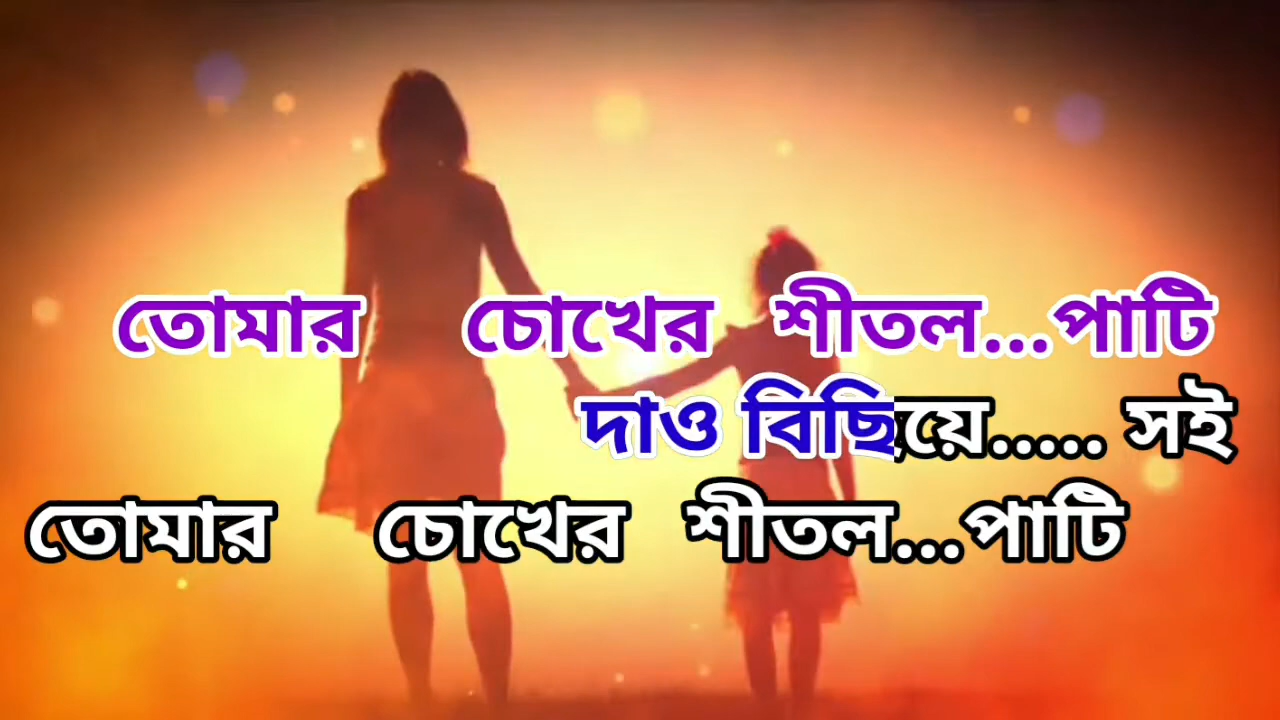 তোমার চোখের শীতল...পাটি
দাও বিছিয়ে..... সই
তোমার চোখের শীতল...পাটি